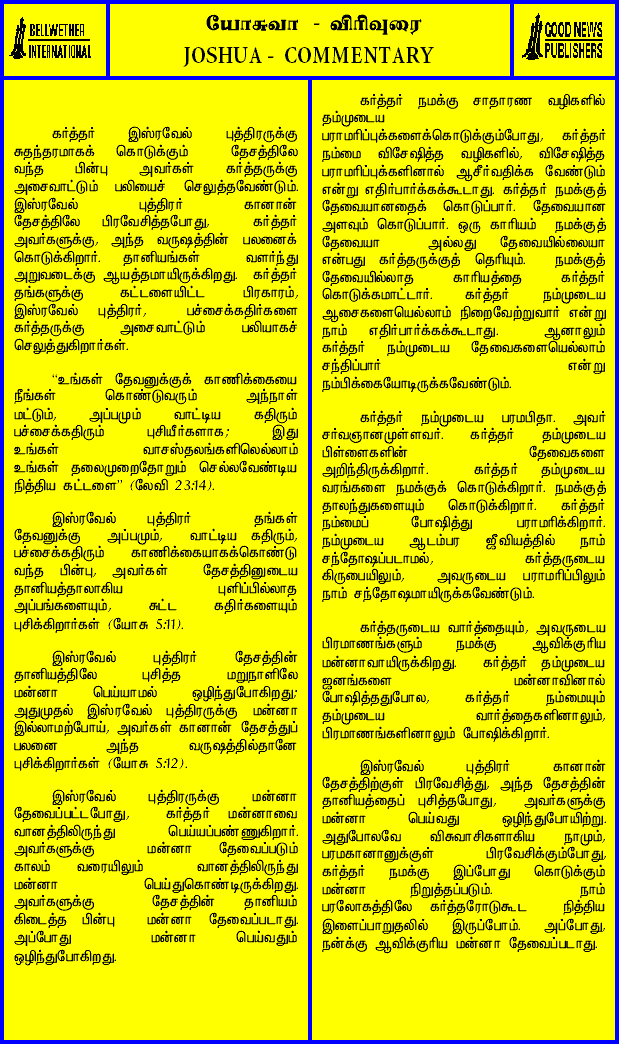 BELLWETHER
INTERNATIONAL
யோசுவா - விரிவுரை
JOSHUA - COMMENTARY
GOOD NEWS
PUBLISHERS
கர்த்தர் இஸ்ரவேல் புத்திரருக்கு
சுதந்தரமாகக் கொடுக்கும் தேசத்திலே
வந்த பின்பு அவர்கள் கர்த்தருக்கு
அசைவாட்டும் பலியைச் செலுத்தவேண்டும்.
இஸ்ரவேல் புத்திரர் கானான்
தேசத்திலே பிரவேசித்தபோது, கர்த்தர்
அவர்களுக்கு, அந்த வருஷத்தின் பலனைக்
கொடுக்கிறார். தானியங்கள் வளர்ந்து
அறுவடைக்கு ஆயத்தமாயிருக்கிறது. கர்த்தர்
தங்களுக்கு கட்டளையிட்ட பிரகாரம்,
இஸ்ரவேல் புத்திரர், பச்சைக்கதிர்களை
கர்த்தருக்கு அசைவாட்டும் பலியாகச்
செலுத்துகிறார்கள்.
“உங்கள் தேவனுக்குக் காணிக்கையை
நீங்கள் கொண்டுவரும் அந்நாள்
மட்டும், அப்பமும் வாட்டிய கதிரும்
பச்சைக்கதிரும் புசியீர்களாக; இது
உங்கள் வாசஸ்தலங்களிலெல்லாம்
உங்கள் தலைமுறைதோறும் செல்லவேண்டிய
நித்திய கட்டளை” (லேவி 23:14).
இஸ்ரவேல் புத்திரர் தங்கள்
தேவனுக்கு அப்பமும், வாட்டிய கதிரும்,
பச்சைக்கதிரும் காணிக்கையாகக்கொண்டு
வந்த பின்பு, அவர்கள் தேசத்தினுடைய
தானியத்தாலாகிய புளிப்பில்லாத
அப்பங்களையும், சுட்ட கதிர்களையும்
புசிக்கிறார்கள் (யோசு 5:11).
இஸ்ரவேல் புத்திரர் தேசத்தின்
தானியத்திலே புசித்த மறுநாளிலே
மன்னா பெய்யாமல் ஒழிந்துபோகிறது;
அதுமுதல் இஸ்ரவேல் புத்திரருக்கு மன்னா
இல்லாமற்போய், அவர்கள் கானான் தேசத்துப்
பலனை அந்த வருஷத்தில்தானே
புசிக்கிறார்கள் (யோசு 5:12).
இஸ்ரவேல் புத்திரருக்கு மன்னா
தேவைப்பட்டபோது, கர்த்தர் மன்னாவை
வானத்திலிருந்து பெய்யப்பண்ணுகிறார்.
அவர்களுக்கு மன்னா தேவைப்படும்
காலம் வரையிலும் வானத்திலிருந்து
மன்னா பெய்துகொண்டிருக்கிறது.
அவர்களுக்கு தேசத்தின் தானியம்
கிடைத்த பின்பு மன்னா தேவைப்படாது.
அப்போது மன்னா பெய்வதும்
ஒழிந்துபோகிறது.
கர்த்தர் நமக்கு சாதாரண வழிகளில்
தம்முடைய
பராமரிப்புக்களைக்கொடுக்கும்போது, கர்த்தர்
நம்மை விசேஷித்த வழிகளில், விசேஷித்த
பராமரிப்புகளினால் ஆசீர்வதிக்க வேண்டும்
என்று எதிர்பார்க்கக்கூடாது. கர்த்தர் நமக்குத்
தேவையானதைக் கொடுப்பார். தேவையான
அளவும் கொடுப்பார். ஒரு காரியம் நமக்குத்
தேவையா அல்லது தேவையில்லையா
என்பது கர்த்தருக்குத் தெரியும். நமக்குத்
தேவையில்லாத காரியத்தை கர்த்தர்
கொடுக்கமாட்டார். கர்த்தர் நம்முடைய
ஆசைகளையெல்லாம் நிறைவேற்றுவார் என்று
நாம் எதிர்பார்க்கக்கூடாது. ஆனாலும்
கர்த்தர் நம்முடைய தேவைகளையெல்லாம்
சந்திப்பார் என்று
நம்பிக்கையோடிருக்கவேண்டும்.
கர்த்தர் நம்முடைய பரமபிதா. அவர்
சர்வஞானமுள்ளவர். கர்த்தர் தம்முடைய
பிள்ளைகளின் தேவைகளை
அறிந்திருக்கிறார். கர்த்தர் தம்முடைய
வரங்களை நமக்குக் கொடுக்கிறார். நமக்குத்
தாலந்துகளையும் கொடுக்கிறார். கர்த்தர்
நம்மைப் போஷித்து பராமரிக்கிறார்.
நம்முடைய ஆடம்பர ஜீவியத்தில் நாம்
சந்தோஷப்படாமல், கர்த்தருடைய
கிருபையிலும், அவருடைய பராமரிப்பிலும்
நாம் சந்தோஷமாயிருக்கவேண்டும்.
கர்த்தருடைய வார்த்தையும், அவருடைய
பிரமாணங்களும் நமக்கு ஆவிக்குரிய
மன்னாவாயிருக்கிறது. கர்த்தர் தம்முடைய
ஜனங்களை மன்னாவினால்
போஷித்ததுபோல, கர்த்தர் நம்மையும்
தம்முடைய வார்த்தைகளினாலும்,
பிரமாணங்களினாலும் போஷிக்கிறார்.
இஸ்ரவேல் புத்திரர் கானான்
தேசத்திற்குள் பிரவேசித்து, அந்த தேசத்தின்
தானியத்தைப் புசித்தபோது, அவர்களுக்கு
மன்னா பெய்வது ஒழிந்துபோயிற்று.
அதுபோலவே விசுவாசிகளாகிய நாமும்,
பரமகானானுக்குள் பிரவேசிக்கும்போது,
கர்த்தர் நமக்கு இப்போது கொடுக்கும்
மன்னா நிறுத்தப்படும். நாம்
பரலோகத்திலே கர்த்தரோடுகூட நித்திய
இளைப்பாறுதலில் இருப்போம். அப்போது,
நன்க்கு ஆவிக்குரிய மன்னா தேவைப்படாது.